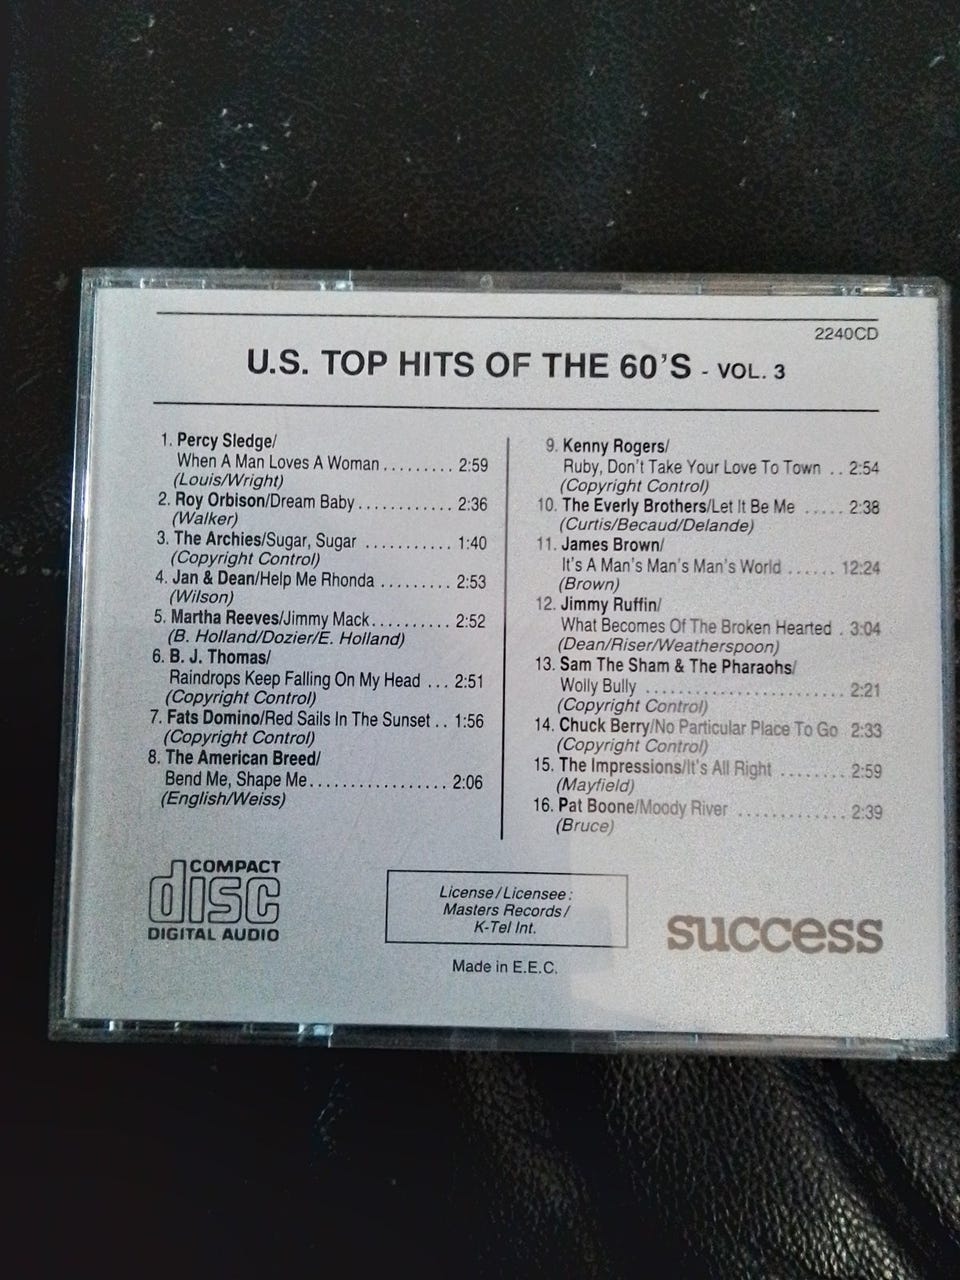 2240CD
U.S. TOP HITS OF THE 60'S - VOL. 3
1. Percy Sledge/
When A Man Loves A Woman ......... 2:59
(Louis/Wright)
2. Roy Orbison/Dream Baby ............ 2:36
(Walker)
3. The Archies/Sugar, Sugar ........... 1:40
(Copyright Control)
4. Jan & Dean/Help Me Rhonda ......... 2:53
(Wilson)
5. Martha Reeves/Jimmy Mack .......... 2:52
(B. Holland/Dozier/E. Holland)
6. B. J. Thomas/
Raindrops Keep Falling On My Head ... 2:51
(Copyright Control)
7. Fats Domino/Red Sails In The Sunset .. 1:56
(Copyright Control)
8. The American Breed/
Bend Me, Shape Me ................. 2:06
(English/Weiss)
9. Kenny Rogers/
Ruby, Don't Take Your Love To Town .. 2:54
(Copyright Control)
10. The Everly Brothers/Let It Be Me ..... 2:38
(Curtis/Becaud/Delande)
11. James Brown/
It's A Man's Man's Man's World ...... 12:24
(Brown)
12. Jimmy Ruffin/
What Becomes Of The Broken Hearted . 3:04
(Dean/Riser/Weatherspoon)
13. Sam The Sham & The Pharaohs/
Wolly Bully ........................ 2:21
(Copyright Control)
14. Chuck Berry/No Particular Place To Go 2:33
(Copyright Control)
15. The Impressions/It's All Right ........ 2:59
(Mayfield)
16. Pat Boone/Moody River ............. 2:39
(Bruce)
COMPACT
disc
DIGITAL AUDIO
License/Licensee:
Masters Records/
K-Tel Int.
Made in E.E.C.
success